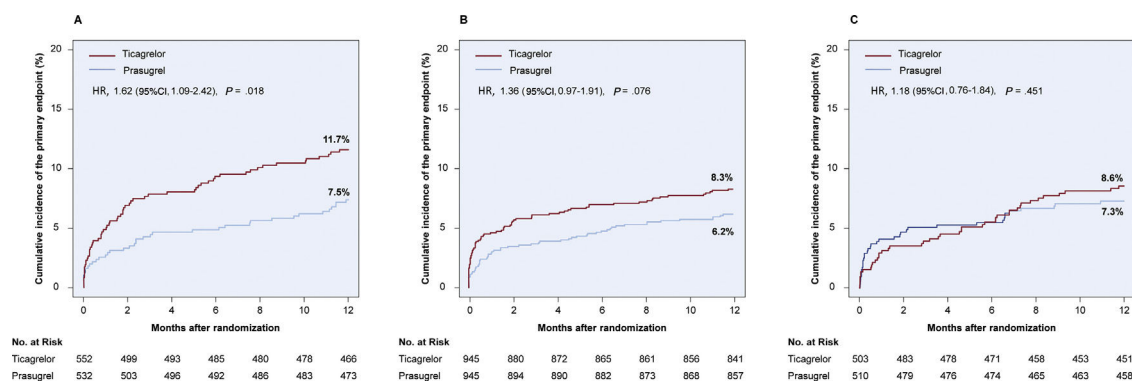 A
Cumulative incidence of the primary endpoint (%)
20
15
10
5
0
Ticagrelor
Prasugrel
HR, 1.62 (95%CI, 1.09-2.42), P = .018
11.7%
7.5%
0 2 4 6 8 10 12
Months after randomization
No. at Risk
Ticagrelor 552 499 493 485 480 478 466
Prasugrel 532 503 496 492 486 483 473
B
Cumulative incidence of the primary endpoint (%)
20
15
10
5
0
Ticagrelor
Prasugrel
HR, 1.36 (95%CI, 0.97-1.91), P = .076
8.3%
6.2%
0 2 4 6 8 10 12
Months after randomization
No. at Risk
Ticagrelor 945 880 872 865 861 856 841
Prasugrel 945 894 890 882 873 868 857
C
Cumulative incidence of the primary endpoint (%)
20
15
10
5
0
Ticagrelor
Prasugrel
HR, 1.18 (95%CI, 0.76-1.84), P = .451
8.6%
7.3%
0 2 4 6 8 10 12
Months after randomization
No. at Risk
Ticagrelor 503 483 478 471 458 453 451
Prasugrel 510 479 476 474 465 463 458